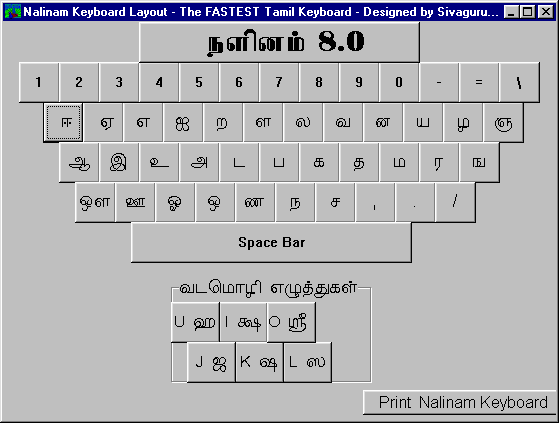 Nalinam Keyboard Layout - The FASTEST Tamil Keyboard - Designed by Sivaguru...
நளினம் 8.0
1 2 3 4 5 6 7 8 9 0 - = \
ஈ ஏ எ ஐ ற ள ல வ ன ய ழ ஞ
ஆ இ உ அ ட ப க த ம ர ங
ஔ ஊ ஓ ஒ ண ந ச , . /
Space Bar
வடமொழி எழுத்துகள்
U ஹ I க்ஷ O ஸ்ரீ
J ஜ K ஷ L ஸ
Print Nalinam Keyboard